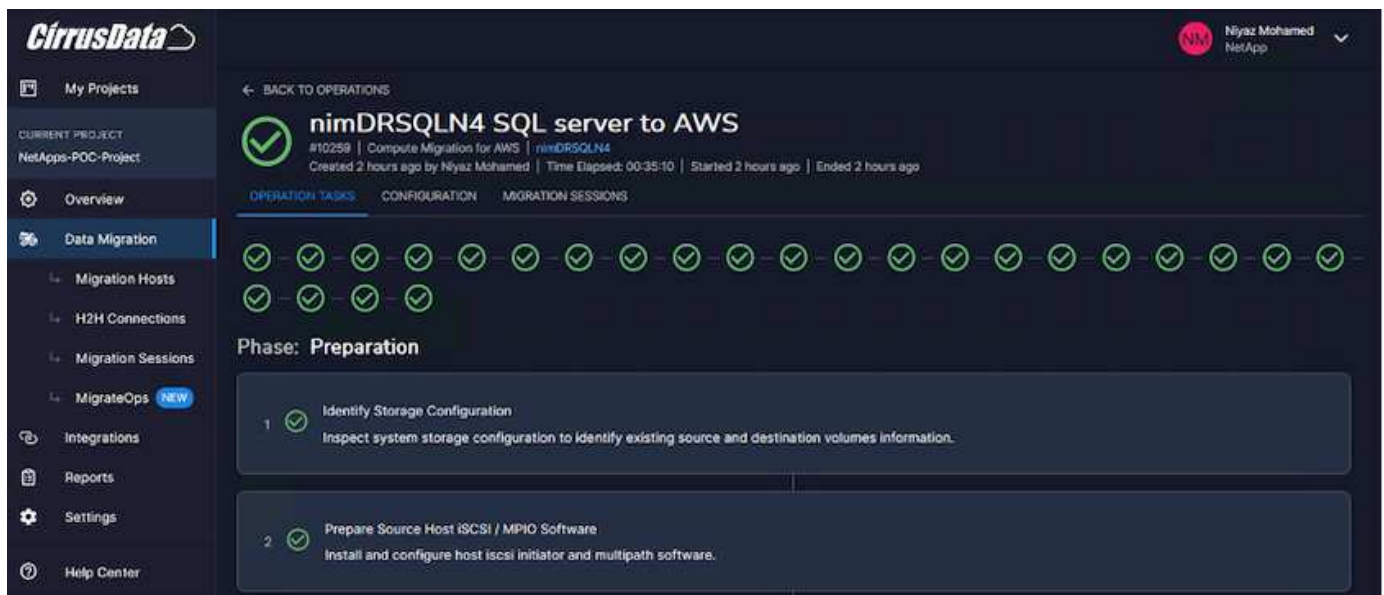 CirrusData
NM
Niyaz Mohamed
NetApp
My Projects
CURRENT PROJECT
NetApps-POC-Project
Overview
Data Migration
Migration Hosts
H2H Connections
Migration Sessions
MigrateOps NEW
Integrations
Reports
Settings
Help Center
← BACK TO OPERATIONS
nimDRSQLN4 SQL server to AWS
#10259 | Compute Migration for AWS | nimDRSQLN4
Created 2 hours ago by Niyaz Mohamed | Time Elapsed: 00:35:10 | Started 2 hours ago | Ended 2 hours ago
OPERATION TASKS CONFIGURATION MIGRATION SESSIONS
Phase: Preparation
1 Identify Storage Configuration
Inspect system storage configuration to identify existing source and destination volumes information.
2 Prepare Source Host iSCSI / MPIO Software
Install and configure host iscsi initiator and multipath software.